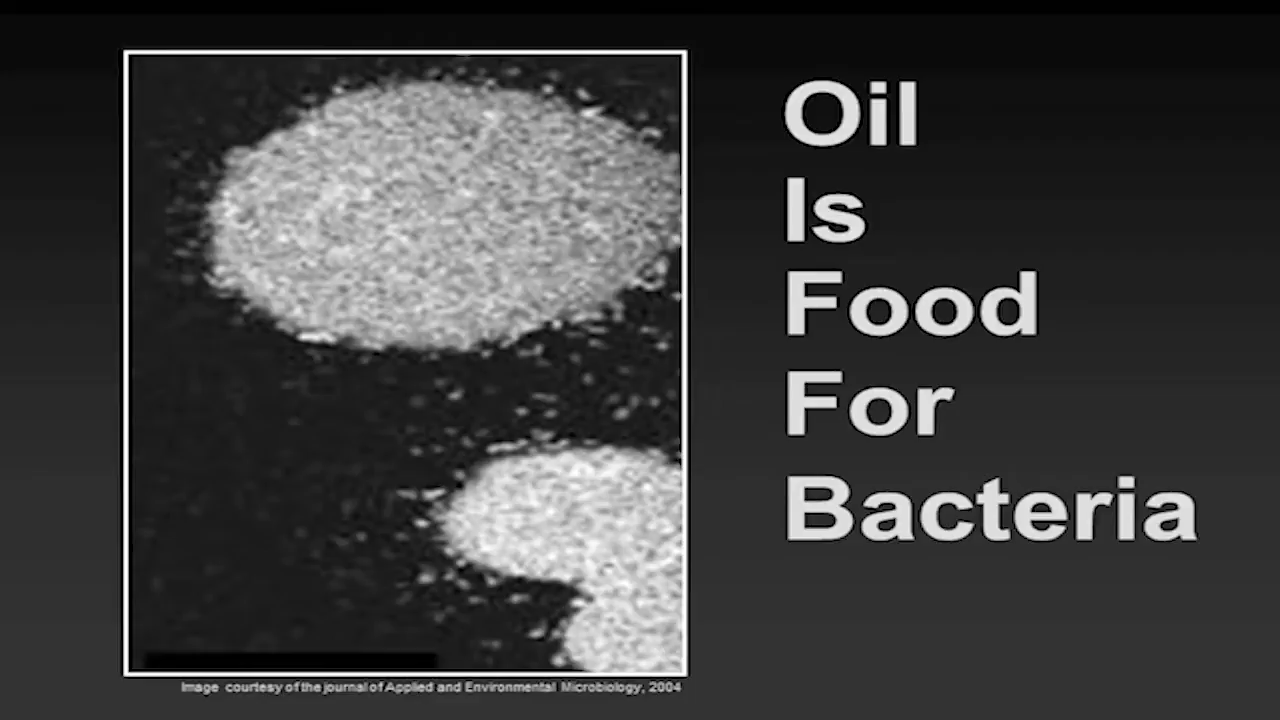 Oil
Is
Food
For
Bacteria
Image courtesy of the journal of Applied and Environmental Microbiology, 2004